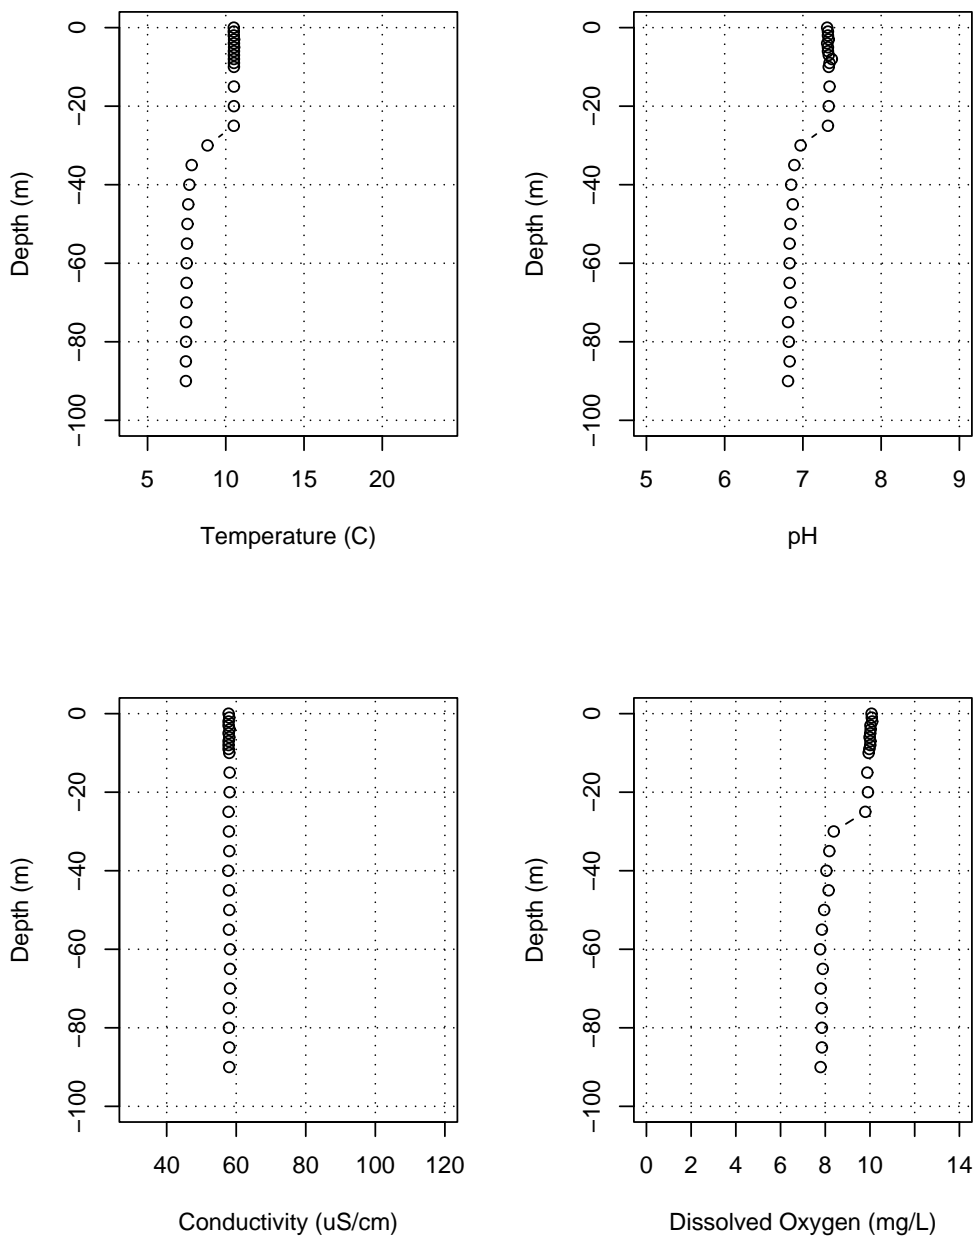 0
−20
−40
−60
−80
−100
Depth (m)
5 10 15 20
Temperature (C)
0
−20
−40
−60
−80
−100
Depth (m)
5 6 7 8 9
pH
0
−20
−40
−60
−80
−100
Depth (m)
40 60 80 100 120
Conductivity (uS/cm)
0
−20
−40
−60
−80
−100
Depth (m)
0 2 4 6 8 10 14
Dissolved Oxygen (mg/L)